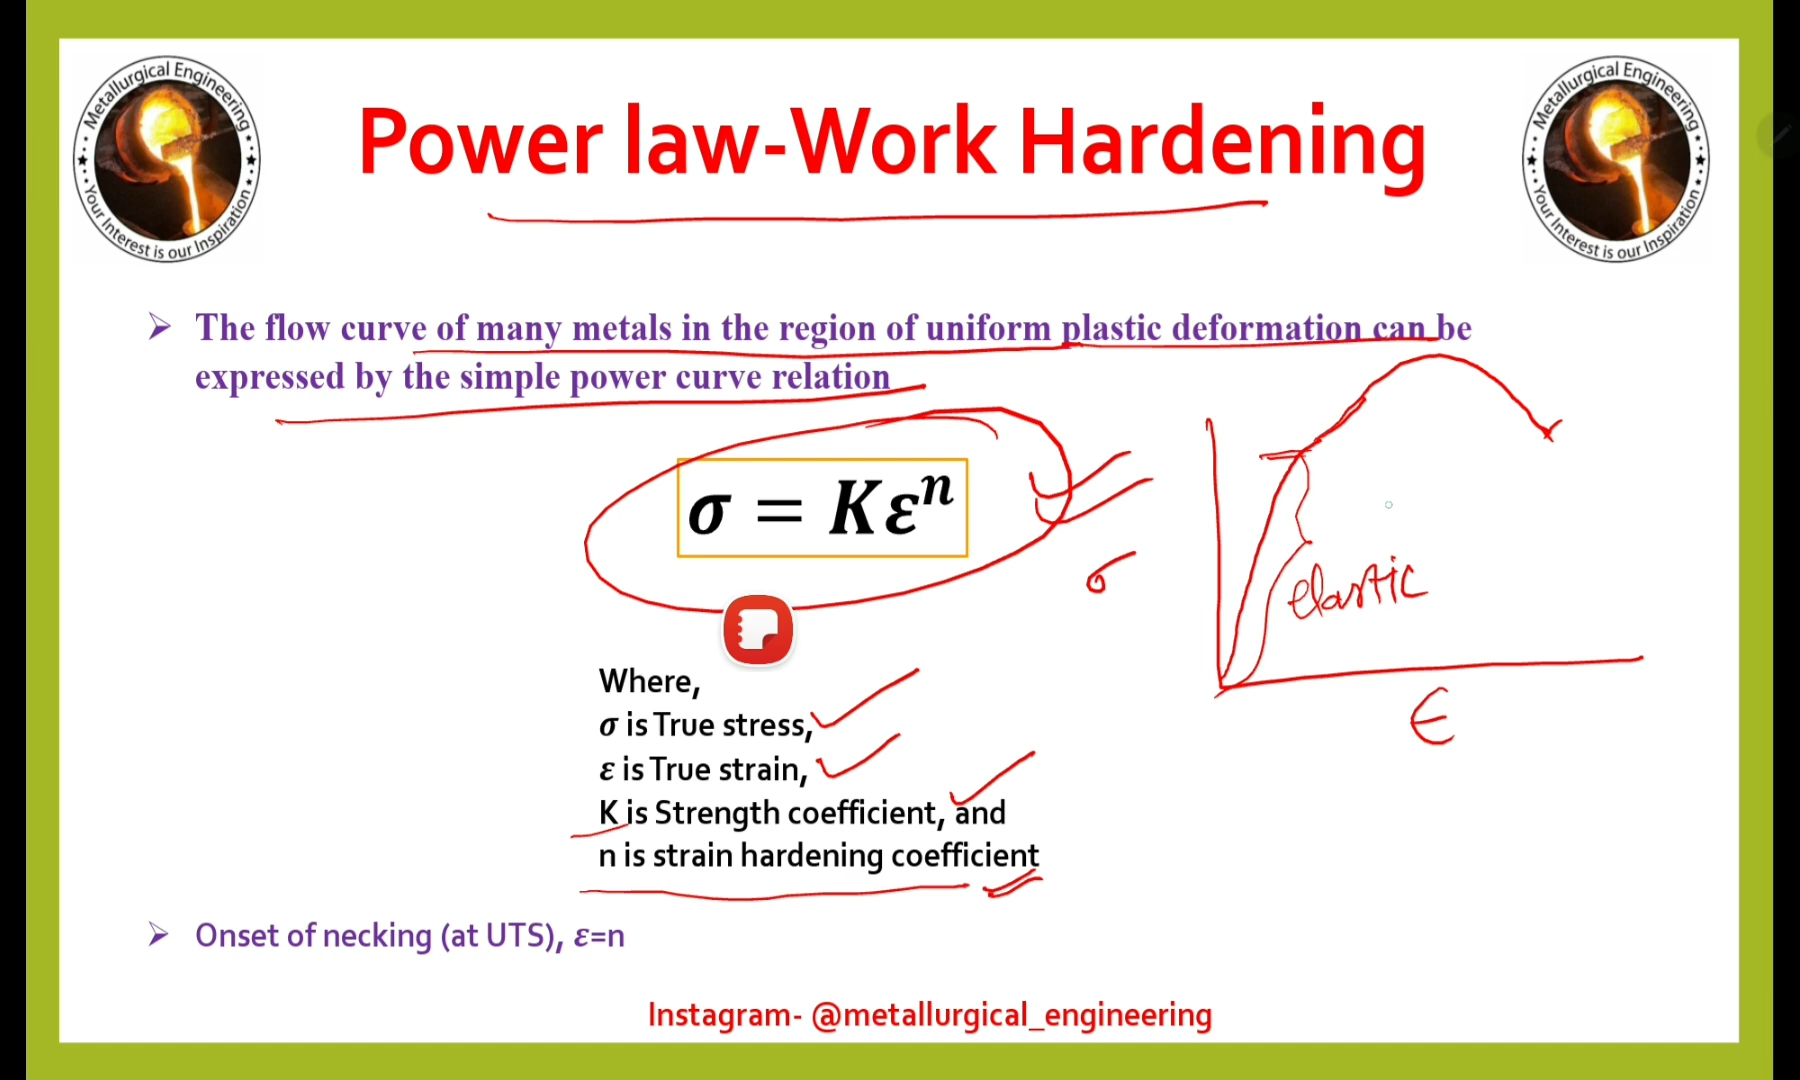 Metallurgical Engineering
Your Interest is our Inspiration
Power law-Work Hardening
Metallurgical Engineering
Your Interest is our Inspiration
➢ The flow curve of many metals in the region of uniform plastic deformation can be
expressed by the simple power curve relation
σ = Kεⁿ
σ
elastic
ε
Where,
σ is True stress,
ε is True strain,
K is Strength coefficient, and
n is strain hardening coefficient
➢ Onset of necking (at UTS), ε=n
Instagram- @metallurgical_engineering